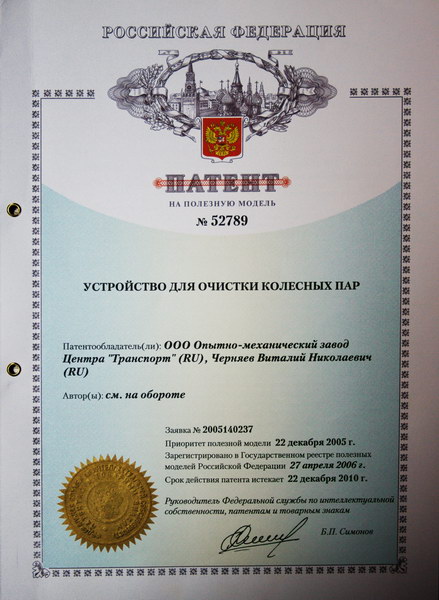 РОССИЙСКАЯ ФЕДЕРАЦИЯ
ПАТЕНТ
НА ПОЛЕЗНУЮ МОДЕЛЬ
№ 52789
УСТРОЙСТВО ДЛЯ ОЧИСТКИ КОЛЕСНЫХ ПАР
Патентообладатель(ли): ООО Опытно-механический завод
Центра "Транспорт" (RU), Черняев Виталий Николаевич
(RU)
Автор(ы): см. на обороте
Заявка № 2005140237
Приоритет полезной модели 22 декабря 2005 г.
Зарегистрировано в Государственном реестре полезных
моделей Российской Федерации 27 апреля 2006 г.
Срок действия патента истекает 22 декабря 2010 г.
Руководитель Федеральной службы по интеллектуальной
собственности, патентам и товарным знакам
Б.П. Симонов